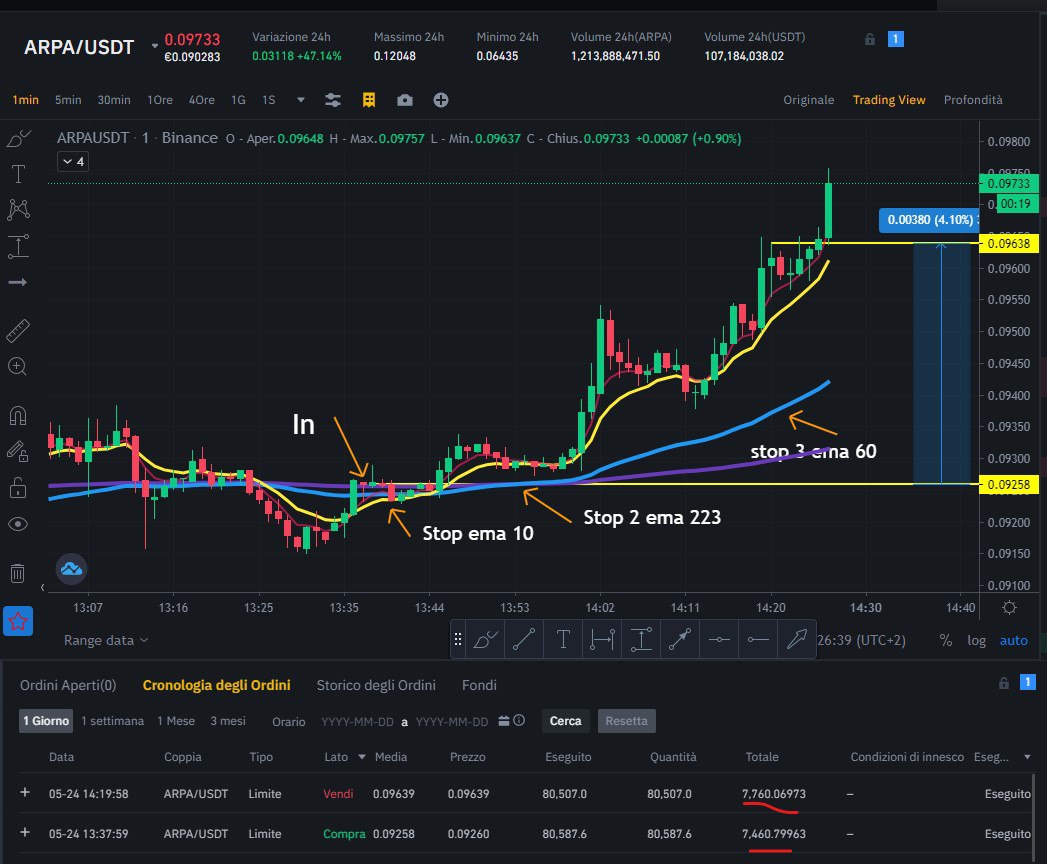 ARPA/USDT
0.09733
€0.090283
Variazione 24h
0.03118 +47.14%
Massimo 24h
0.12048
Minimo 24h
0.06435
Volume 24h(ARPA)
1,213,888,471.50
Volume 24h(USDT)
107,184,038.02
1
1min 5min 30min 1Ore 4Ore 1G 1S
Originale Trading View Profondità
ARPAUSDT · 1 · Binance O - Aper.0.09648 H - Max.0.09757 L - Min.0.09637 C - Chius.0.09733 +0.00087 (+0.90%)
4
0.09800
0.09733
00:19
0.00380 (4.10%)
0.09638
0.09600
0.09550
0.09500
0.09450
0.09400
0.09350
0.09300
0.09258
0.09200
0.09150
0.09100
In
Stop ema 10
Stop 2 ema 223
stop 3 ema 60
13:07 13:16 13:25 13:35 13:44 13:53 14:02 14:11 14:20 14:30 14:40
Range data
T
26:39 (UTC+2) % log auto
Ordini Aperti(0) Cronologia degli Ordini Storico degli Ordini Fondi
1
1 Giorno 1 settimana 1 Mese 3 mesi Orario YYYY-MM-DD a YYYY-MM-DD Cerca Resetta
Data Coppia Tipo Lato Media Prezzo Eseguito Quantità Totale Condizioni di innesco Eseg...
+ 05-24 14:19:58 ARPA/USDT Limite Vendi 0.09639 0.09639 80,507.0 80,507.0 7,760.06973 – Eseguito
+ 05-24 13:37:59 ARPA/USDT Limite Compra 0.09258 0.09260 80,587.6 80,587.6 7,460.79963 – Eseguito